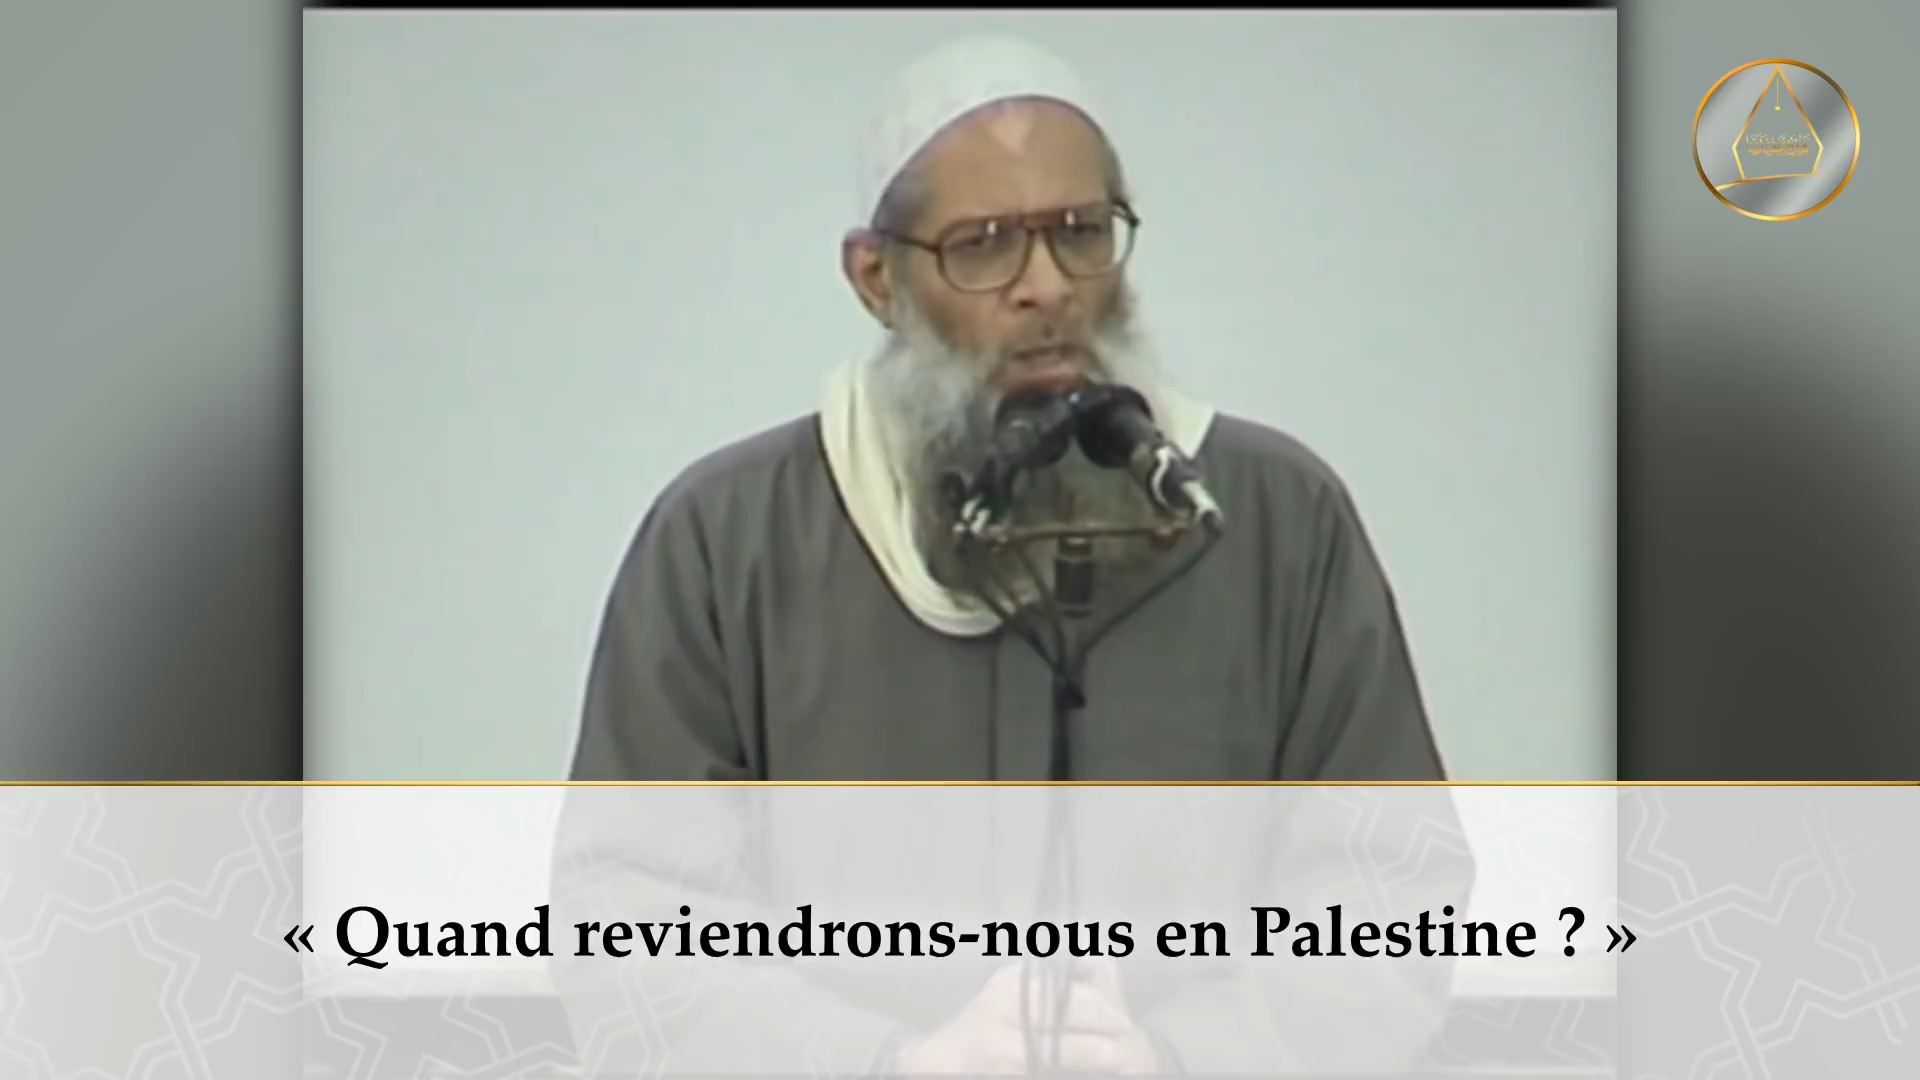 « Quand reviendrons-nous en Palestine ? »